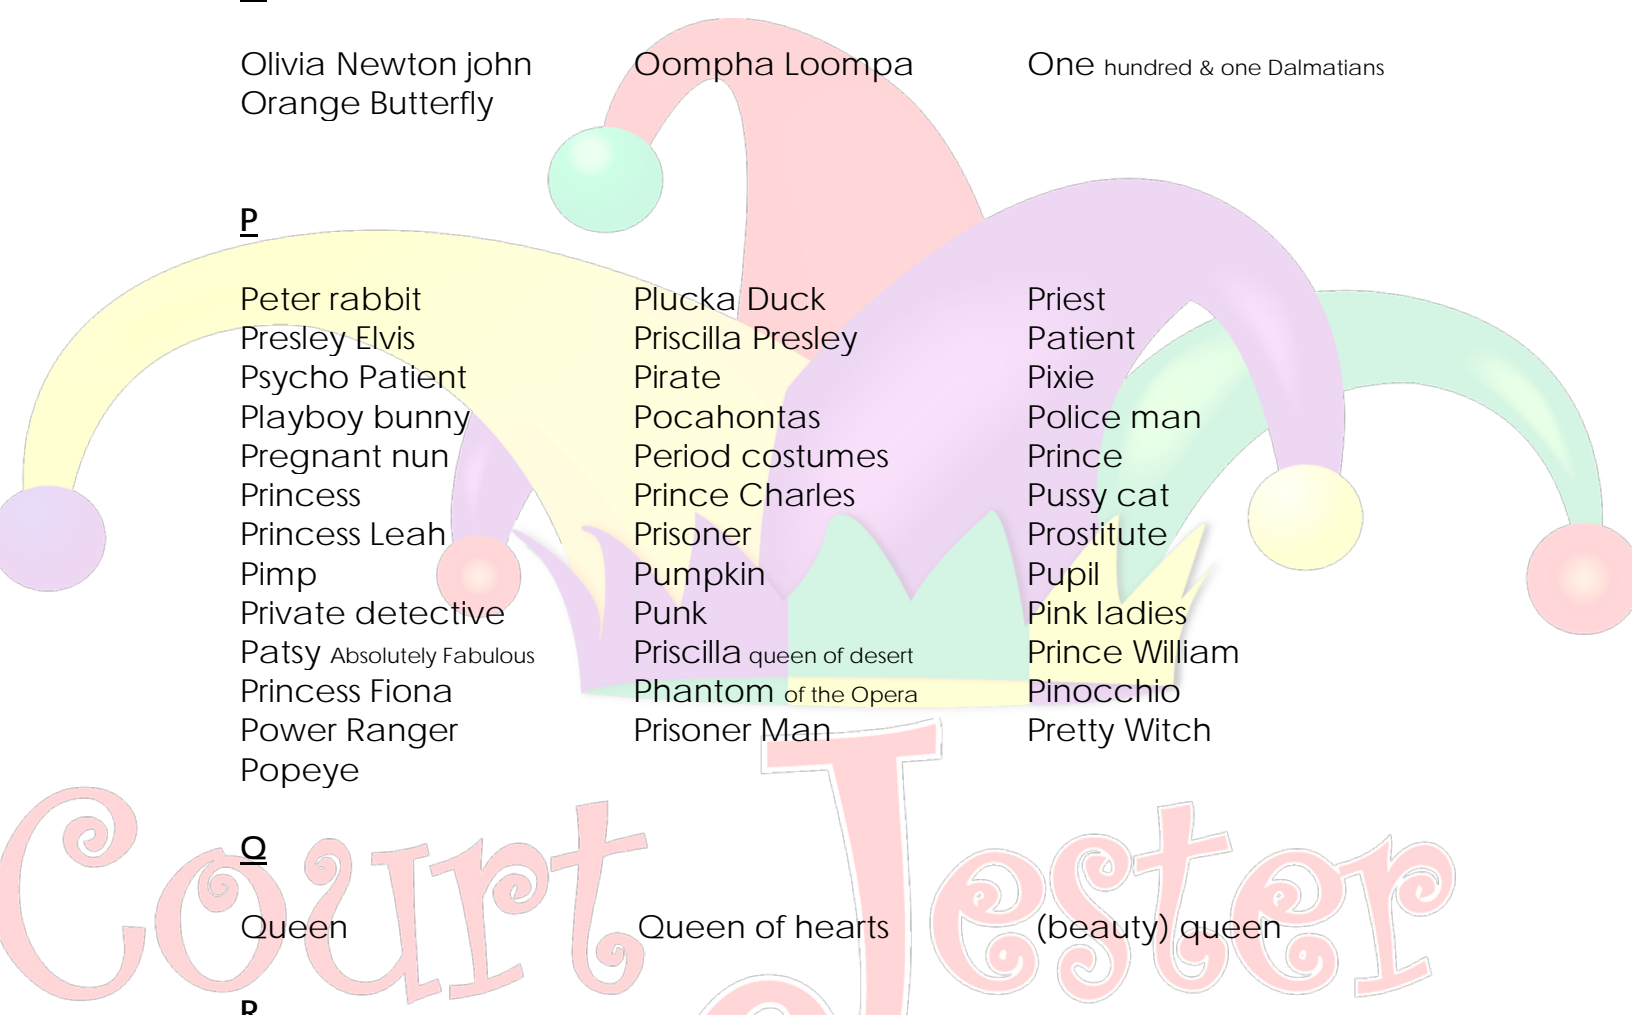 Olivia Newton john Oompha Loompa One hundred & one Dalmatians
Orange Butterfly
P
Peter rabbit Plucka Duck Priest
Presley Elvis Priscilla Presley Patient
Psycho Patient Pirate Pixie
Playboy bunny Pocahontas Police man
Pregnant nun Period costumes Prince
Princess Prince Charles Pussy cat
Princess Leah Prisoner Prostitute
Pimp Pumpkin Pupil
Private detective Punk Pink ladies
Patsy Absolutely Fabulous Priscilla queen of desert Prince William
Princess Fiona Phantom of the Opera Pinocchio
Power Ranger Prisoner Man Pretty Witch
Popeye
Q
Queen Queen of hearts (beauty) queen
Court Jester
R